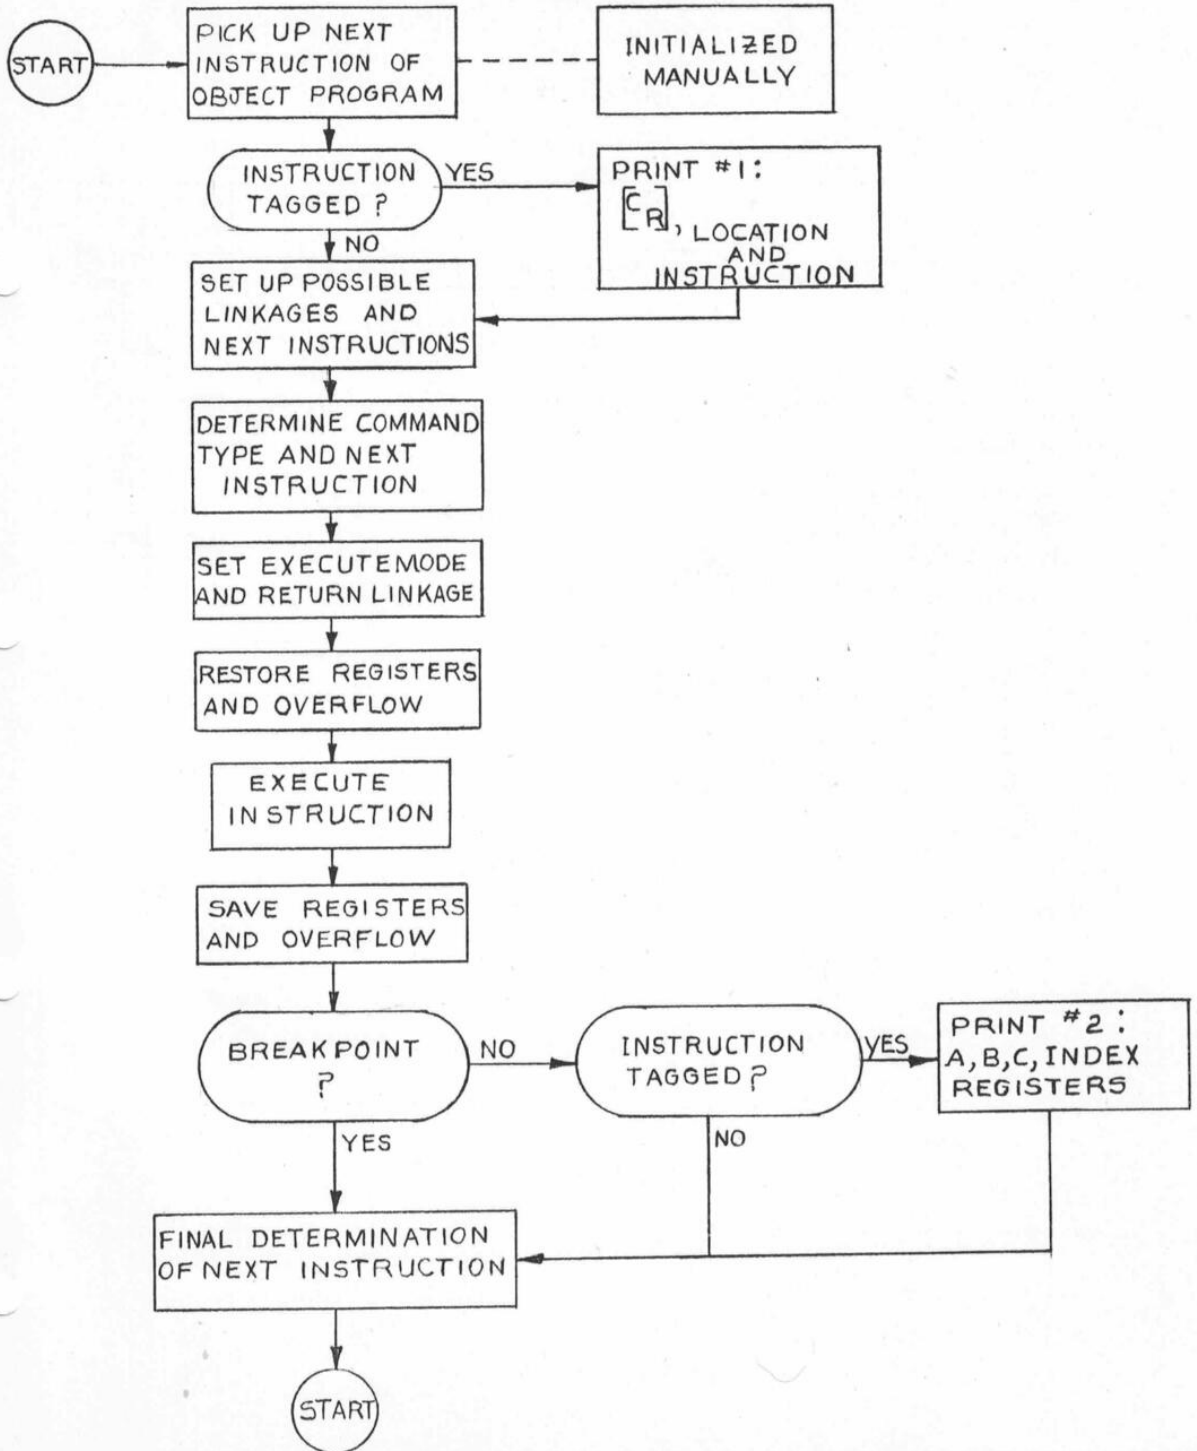 START
PICK UP NEXT
INSTRUCTION OF
OBJECT PROGRAM
INITIALIZED
MANUALLY
INSTRUCTION
TAGGED?
YES
PRINT #1:
[CR], LOCATION
AND
INSTRUCTION
NO
SET UP POSSIBLE
LINKAGES AND
NEXT INSTRUCTIONS
DETERMINE COMMAND
TYPE AND NEXT
INSTRUCTION
SET EXECUTE MODE
AND RETURN LINKAGE
RESTORE REGISTERS
AND OVERFLOW
EXECUTE
INSTRUCTION
SAVE REGISTERS
AND OVERFLOW
BREAKPOINT
?
NO
INSTRUCTION
TAGGED?
YES
PRINT #2:
A,B,C, INDEX
REGISTERS
YES
NO
FINAL DETERMINATION
OF NEXT INSTRUCTION
START